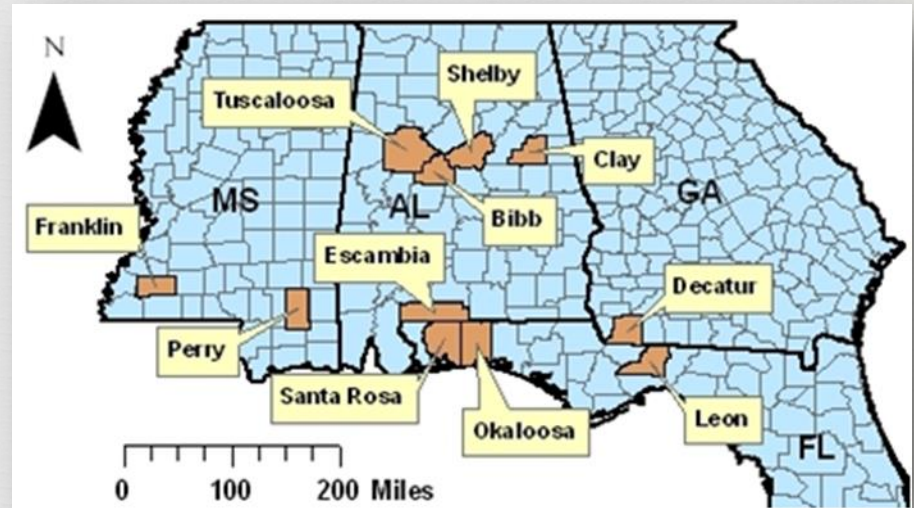 N
Shelby
Tuscaloosa
Clay
MS
AL
GA
Bibb
Franklin
Escambia
Decatur
Perry
Santa Rosa
Okaloosa
Leon
FL
0 100 200 Miles